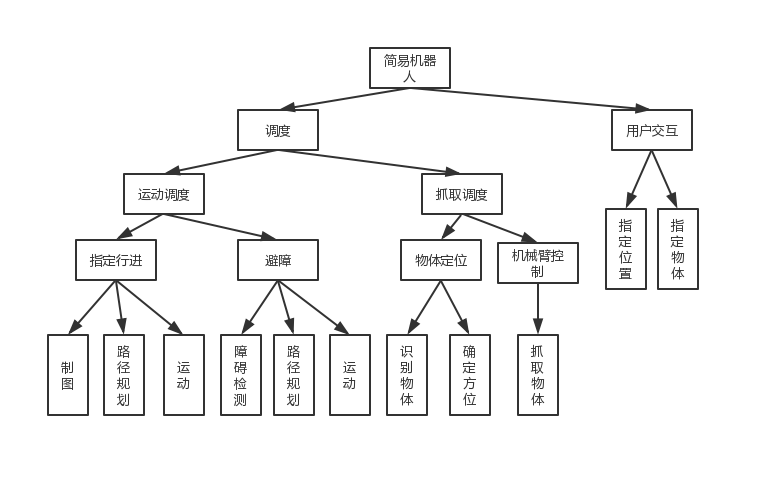 简易机器
人
调度
用户交互
运动调度
抓取调度
指定行进
避障
物体定位
机械臂控
制
指定位置
指定物体
制图
路径规划
运动
障碍检测
路径规划
运动
识别物体
确定方位
抓取物体